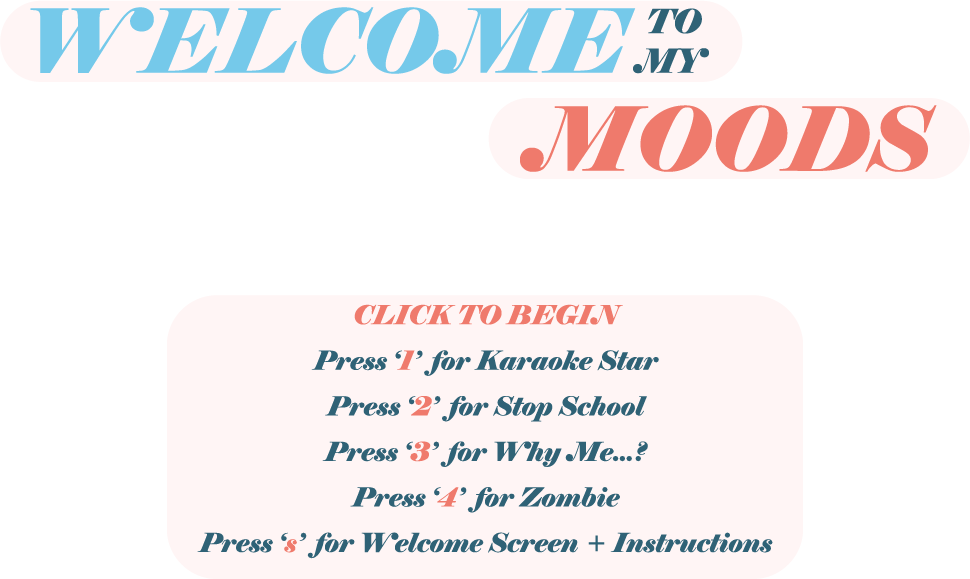 WELCOME TO
MY
MOODS
CLICK TO BEGIN
Press ‘1’ for Karaoke Star
Press ‘2’ for Stop School
Press ‘3’ for Why Me...?
Press ‘4’ for Zombie
Press ‘s’ for Welcome Screen + Instructions